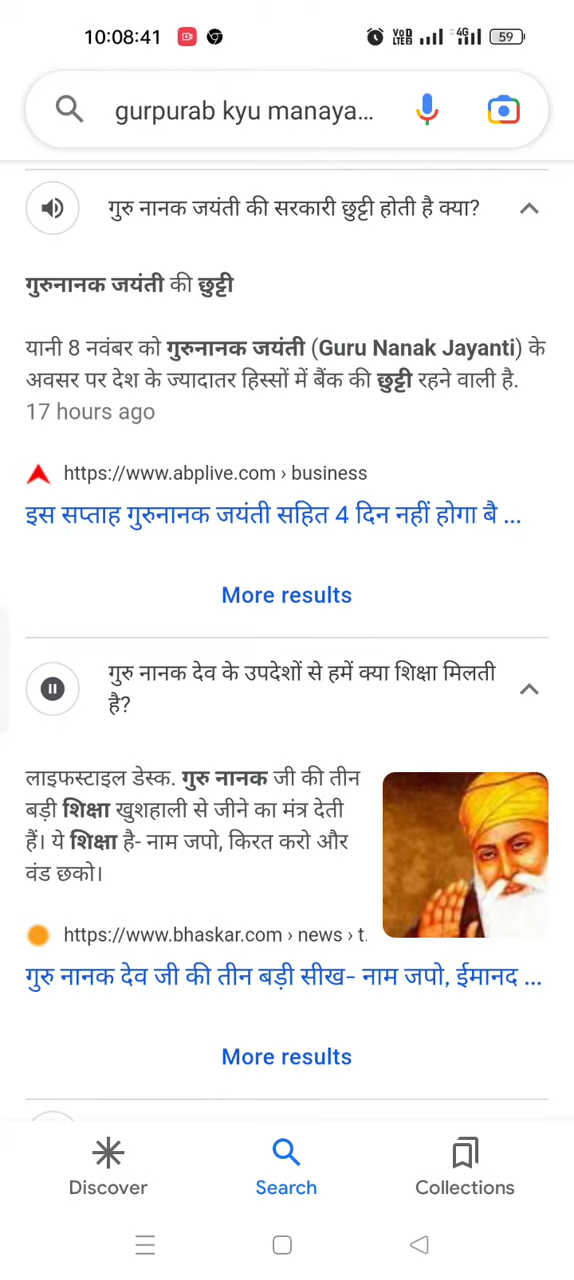 10:08:41 VoD LTE2 4G 59
gurpurab kyu manaya...
गुरु नानक जयंती की सरकारी छुट्टी होती है क्या?
गुरुनानक जयंती की छुट्टी
यानी 8 नवंबर को गुरुनानक जयंती (Guru Nanak Jayanti) के
अवसर पर देश के ज्यादातर हिस्सों में बैंक की छुट्टी रहने वाली है.
17 hours ago
https://www.abplive.com › business
इस सप्ताह गुरुनानक जयंती सहित 4 दिन नहीं होगा बै ...
More results
गुरु नानक देव के उपदेशों से हमें क्या शिक्षा मिलती
है?
लाइफस्टाइल डेस्क. गुरु नानक जी की तीन
बड़ी शिक्षा खुशहाली से जीने का मंत्र देती
हैं। ये शिक्षा है- नाम जपो, किरत करो और
वंड छको।
https://www.bhaskar.com › news › t.
गुरु नानक देव जी की तीन बड़ी सीख- नाम जपो, ईमानद ...
More results
Discover Search Collections